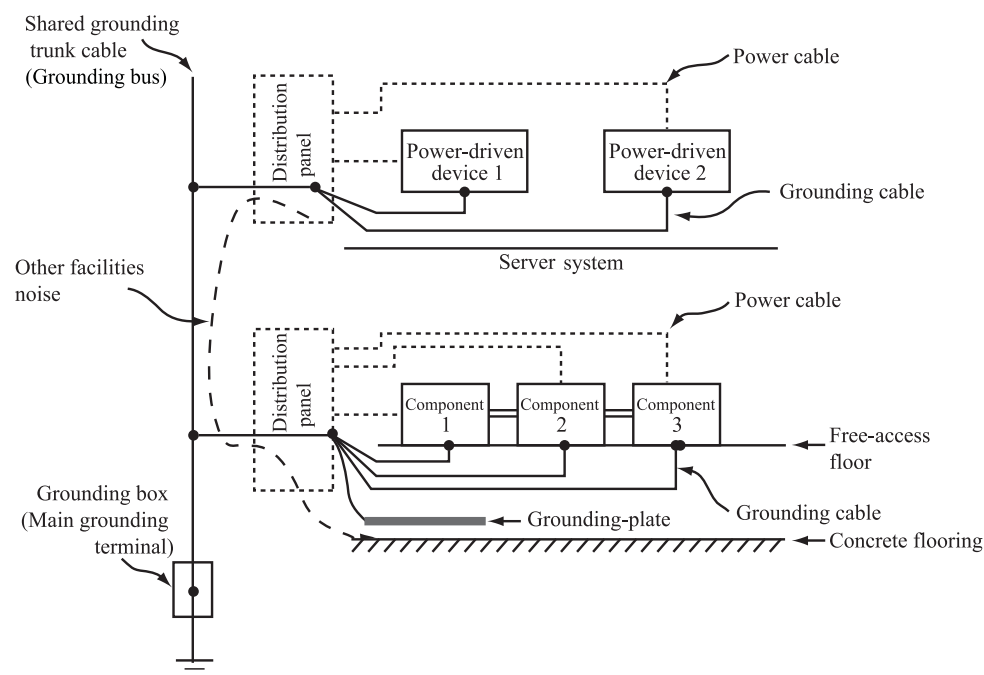 Shared grounding
trunk cable
(Grounding bus)
Distribution
panel
Power cable
Power-driven
device 1
Power-driven
device 2
Grounding cable
Server system
Other facilities
noise
Power cable
Distribution
panel
Component
1
Component
2
Component
3
Free-access
floor
Grounding box
(Main grounding
terminal)
Grounding-plate
Grounding cable
Concrete flooring